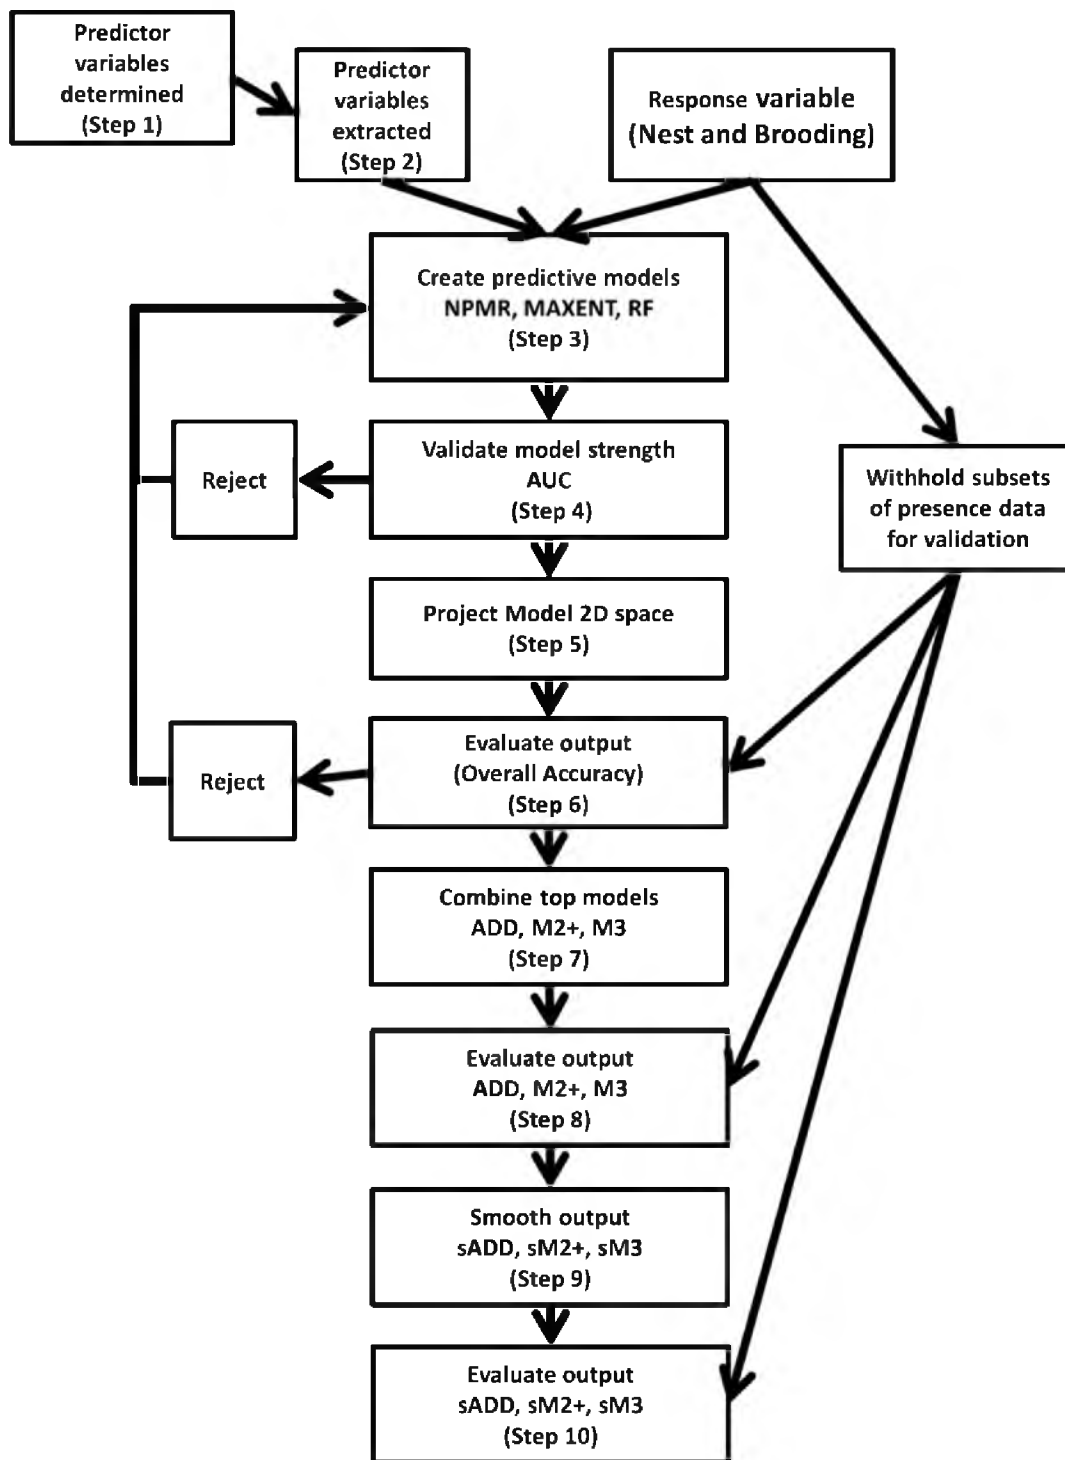 Predictor
variables
determined
(Step 1)
Predictor
variables
extracted
(Step 2)
Response variable
(Nest and Brooding)
Create predictive models
NPMR, MAXENT, RF
(Step 3)
Reject
Validate model strength
AUC
(Step 4)
Withhold subsets
of presence data
for validation
Project Model 2D space
(Step 5)
Reject
Evaluate output
(Overall Accuracy)
(Step 6)
Combine top models
ADD, M2+, M3
(Step 7)
Evaluate output
ADD, M2+, M3
(Step 8)
Smooth output
sADD, sM2+, sM3
(Step 9)
Evaluate output
sADD, sM2+, sM3
(Step 10)